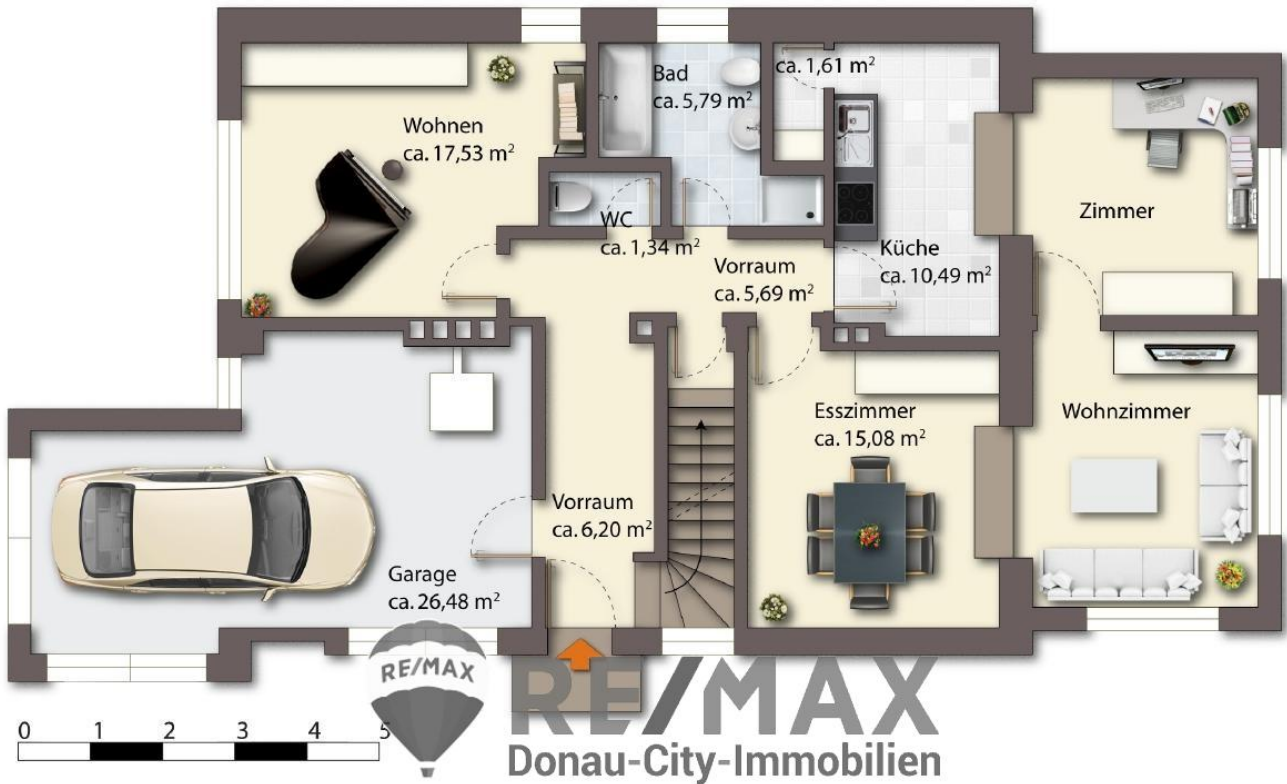 ca. 1,61 m²
Bad
ca. 5,79 m²
Wohnen
ca. 17,53 m²
WC
ca. 1,34 m²
Zimmer
Küche
ca. 10,49 m²
Vorraum
ca. 5,69 m²
Esszimmer
ca. 15,08 m²
Wohnzimmer
Vorraum
ca. 6,20 m²
Garage
ca. 26,48 m²
RE/MAX
RE/MAX
Donau-City-Immobilien
0 1 2 3 4 5